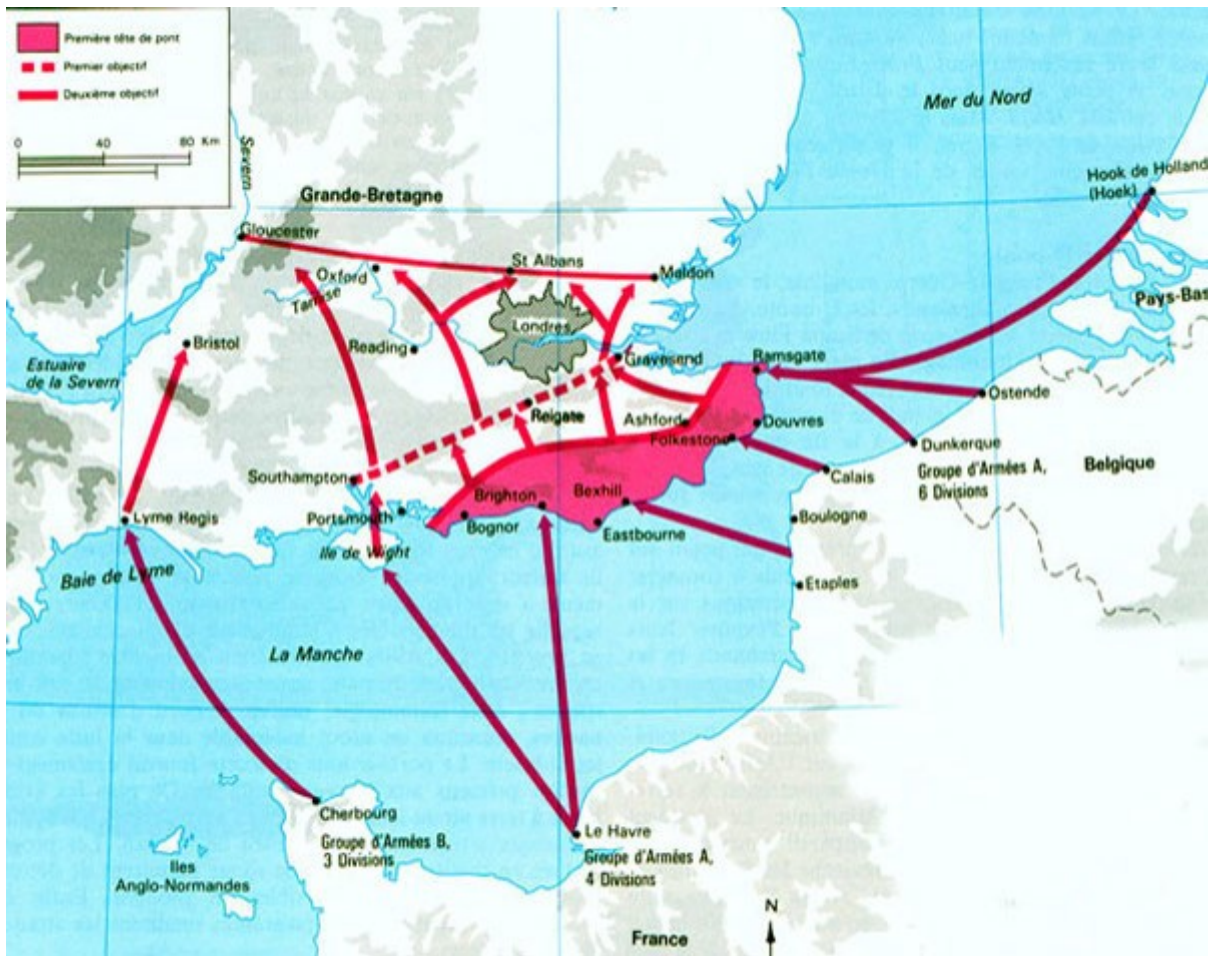 Première tête de pont
Premier objectif
Deuxième objectif
0 40 80 Km
Mer du Nord
Severn
Hook de Holland
(Hoek)
Grande-Bretagne
Gloucester
Oxford
St Albans
Maldon
Tamise
Pays-Bas
Londres
Bristol
Reading
Gravesend
Ramsgate
Estuaire
de la Severn
Ostende
Reigate
Ashford
Douvres
Folkestone
Dunkerque
Groupe d'Armées A,
6 Divisions
Belgique
Calais
Southampton
Brighton
Bexhill
Portsmouth
Bognor
Boulogne
Lyme Regis
Eastbourne
Ile de Wight
Baie de Lyme
Etaples
La Manche
Cherbourg
Groupe d'Armées B,
3 Divisions
Le Havre
Groupe d'Armées A,
4 Divisions
Iles
Anglo-Normandes
N
France